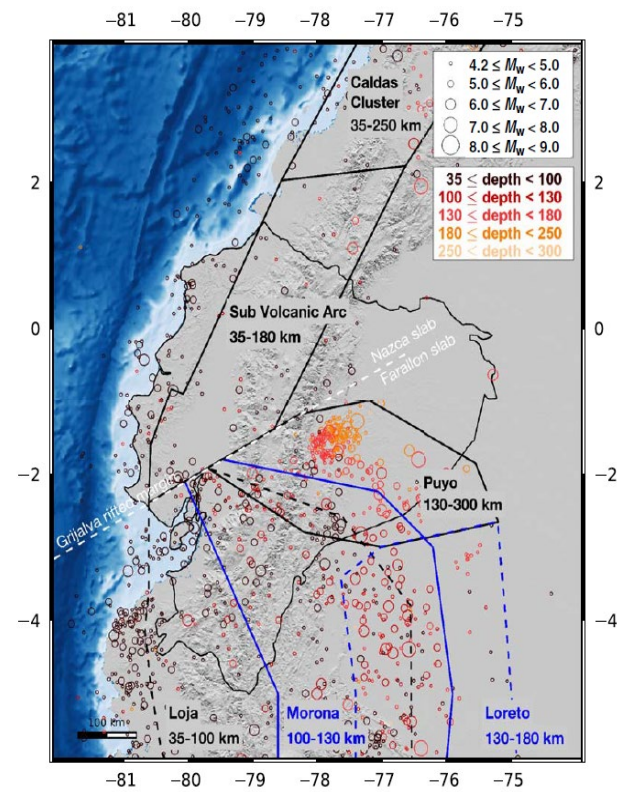 −81 −80 −79 −78 −77 −76 −75
Caldas
Cluster
35-250 km
4.2 ≤ Mw < 5.0
5.0 ≤ Mw < 6.0
6.0 ≤ Mw < 7.0
7.0 ≤ Mw < 8.0
8.0 ≤ Mw < 9.0
35 ≤ depth < 100
100 ≤ depth < 130
130 ≤ depth < 180
180 ≤ depth < 250
250 ≤ depth < 300
2 2
Sub Volcanic Arc
35-180 km
0 0
Nazca slab
Farallon slab
−2 −2
Puyo
130-300 km
Grijalva rifted margin
−4 −4
100 km
Loja
35-100 km
Morona
100-130 km
Loreto
130-180 km
−81 −80 −79 −78 −77 −76 −75